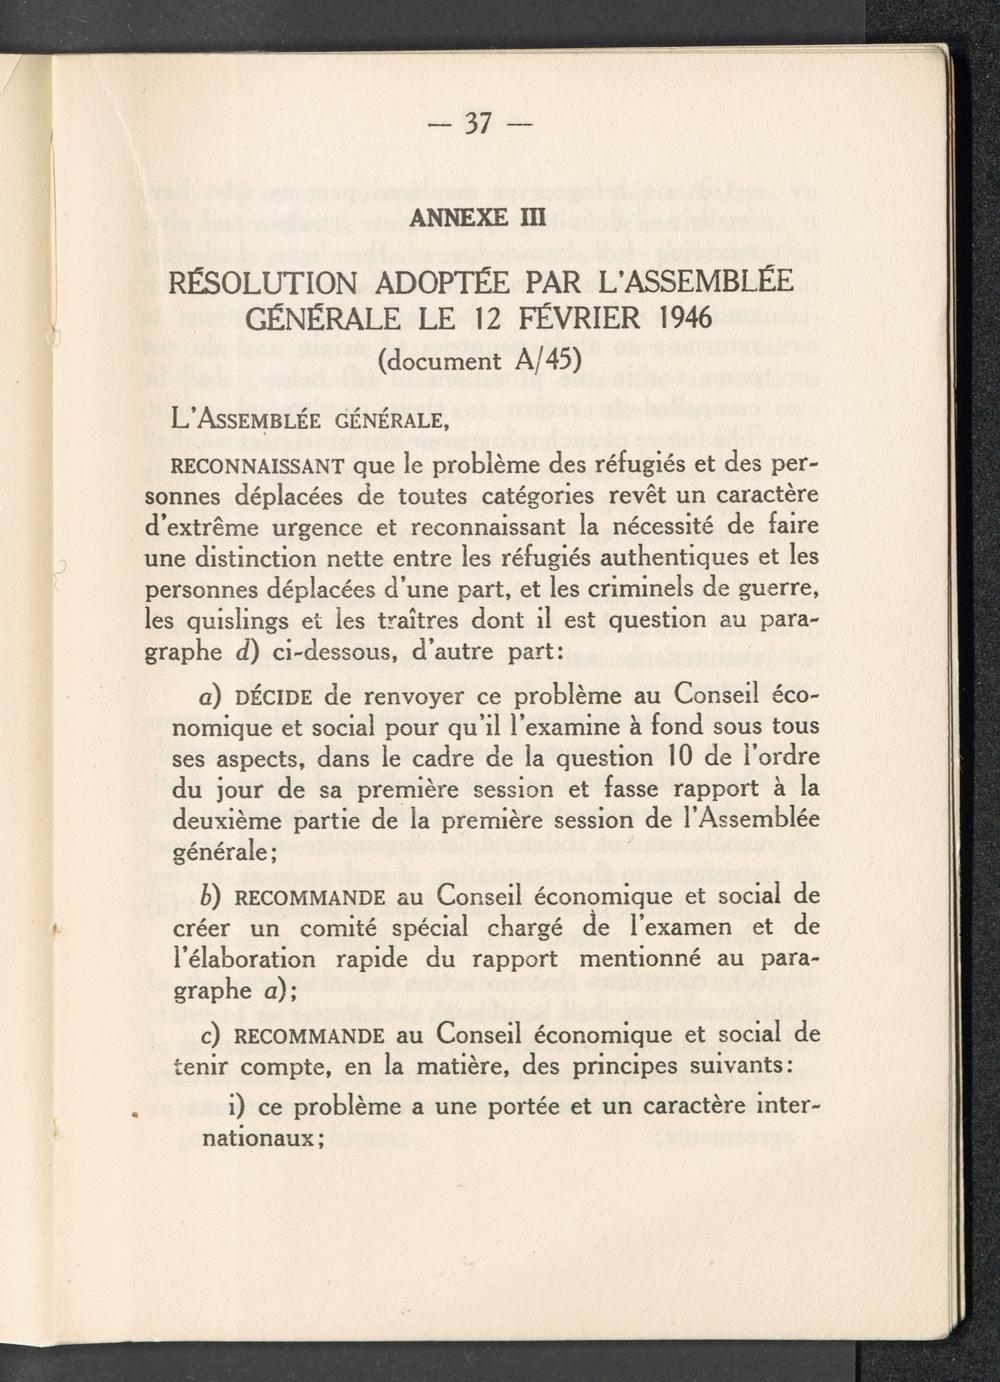 — 37 —
ANNEXE III
RÉSOLUTION ADOPTÉE PAR L'ASSEMBLÉE
GÉNÉRALE LE 12 FÉVRIER 1946
(document A/45)
L'ASSEMBLÉE GÉNÉRALE,
RECONNAISSANT que le problème des réfugiés et des per-
sonnes déplacées de toutes catégories revêt un caractère
d'extrême urgence et reconnaissant la nécessité de faire
une distinction nette entre les réfugiés authentiques et les
personnes déplacées d'une part, et les criminels de guerre,
les quislings et les traîtres dont il est question au para-
graphe d) ci-dessous, d'autre part:
a) DÉCIDE de renvoyer ce problème au Conseil éco-
nomique et social pour qu'il l'examine à fond sous tous
ses aspects, dans le cadre de la question 10 de l'ordre
du jour de sa première session et fasse rapport à la
deuxième partie de la première session de l'Assemblée
générale;
b) RECOMMANDE au Conseil économique et social de
créer un comité spécial chargé de l'examen et de
l'élaboration rapide du rapport mentionné au para-
graphe a);
c) RECOMMANDE au Conseil économique et social de
tenir compte, en la matière, des principes suivants:
i) ce problème a une portée et un caractère inter-
nationaux;